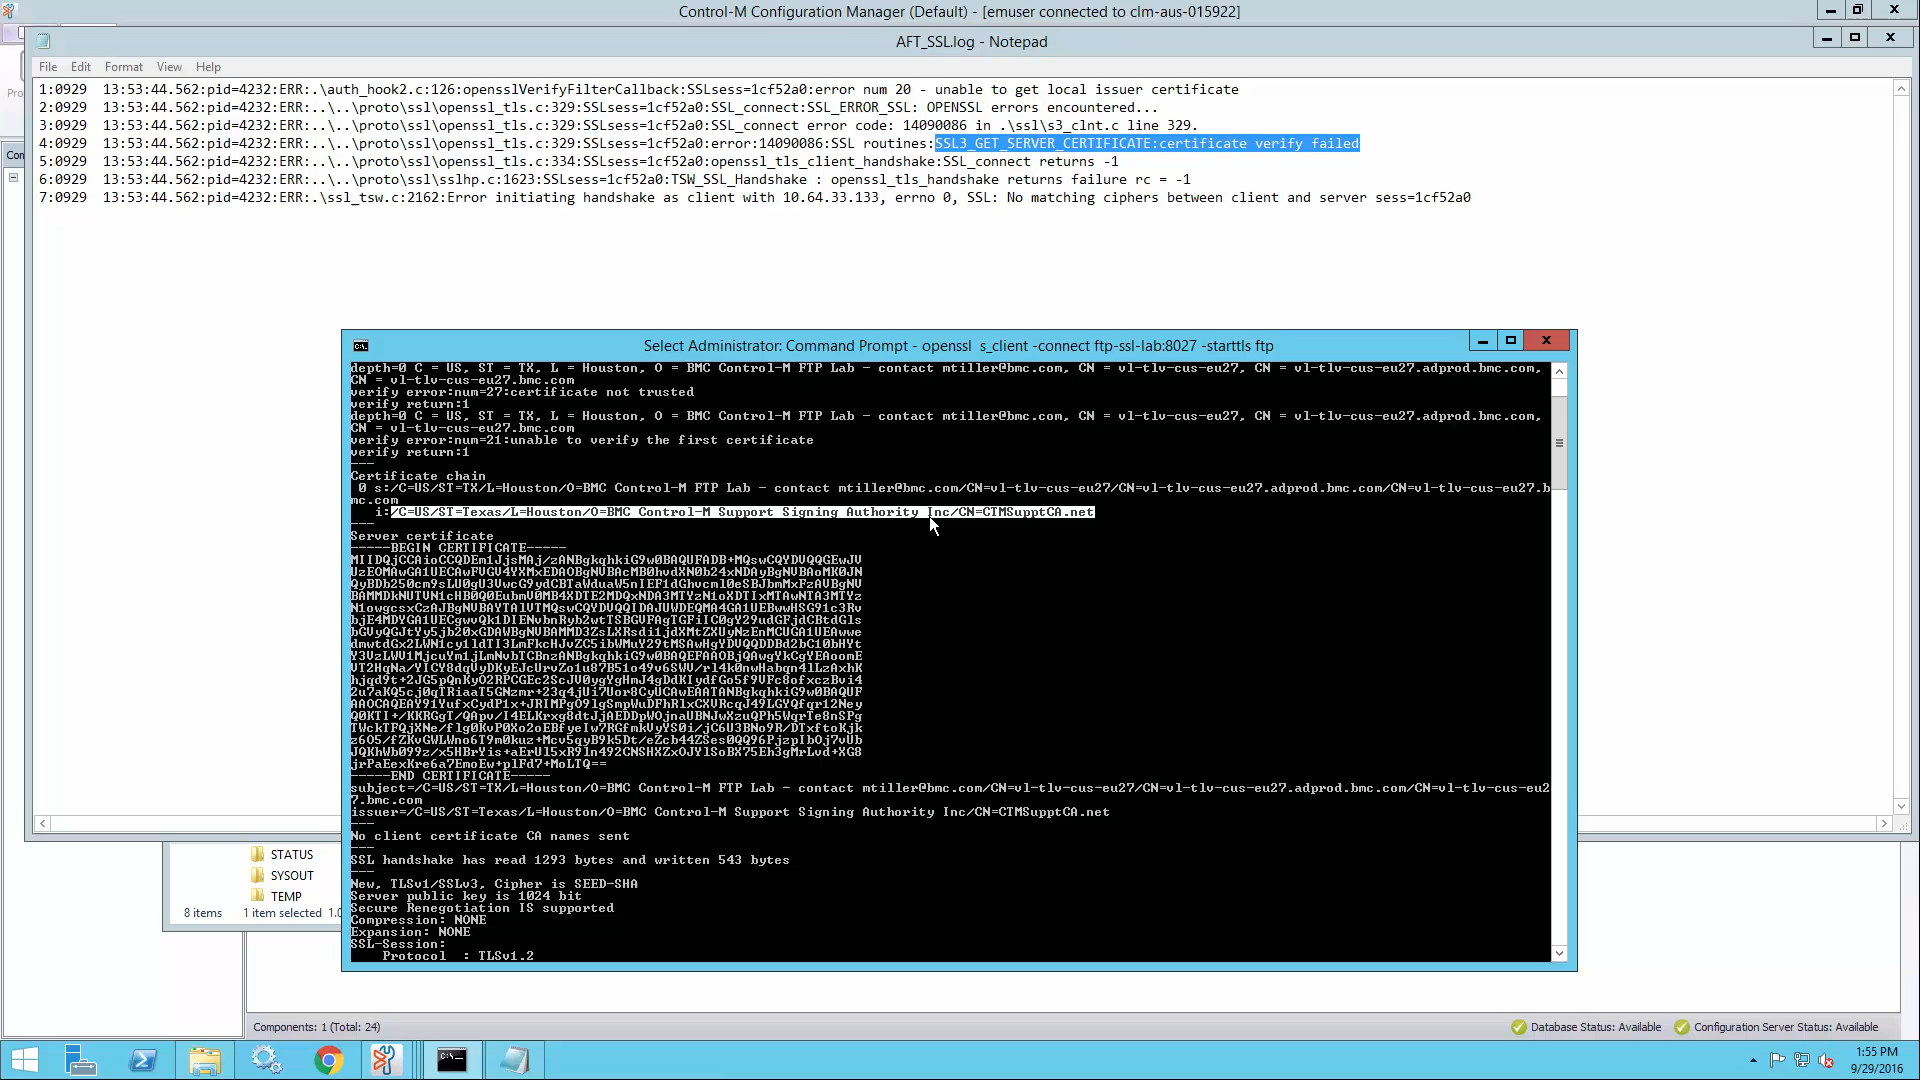 Control-M Configuration Manager (Default) - [emuser connected to clm-aus-015922]
AFT_SSL.log - Notepad
File Edit Format View Help
1:0929 13:53:44.562:pid=4232:ERR:.\auth_hook2.c:126:opensslVerifyFilterCallback:SSLsess=1cf52a0:error num 20 - unable to get local issuer certificate
2:0929 13:53:44.562:pid=4232:ERR:..\..\proto\ssl\openssl_tls.c:329:SSLsess=1cf52a0:SSL_connect:SSL_ERROR_SSL: OPENSSL errors encountered...
3:0929 13:53:44.562:pid=4232:ERR:..\..\proto\ssl\openssl_tls.c:329:SSLsess=1cf52a0:SSL_connect error code: 14090086 in .\ssl\s3_clnt.c line 329.
4:0929 13:53:44.562:pid=4232:ERR:..\..\proto\ssl\openssl_tls.c:329:SSLsess=1cf52a0:error:14090086:SSL routines:SSL3_GET_SERVER_CERTIFICATE:certificate verify failed
5:0929 13:53:44.562:pid=4232:ERR:..\..\proto\ssl\openssl_tls.c:334:SSLsess=1cf52a0:openssl_tls_client_handshake:SSL_connect returns -1
6:0929 13:53:44.562:pid=4232:ERR:..\..\proto\ssl\sslhp.c:1623:SSLsess=1cf52a0:TSW_SSL_Handshake : openssl_tls_handshake returns failure rc = -1
7:0929 13:53:44.562:pid=4232:ERR:.\ssl_tsw.c:2162:Error initiating handshake as client with 10.64.33.133, errno 0, SSL: No matching ciphers between client and server sess=1cf52a0
Select Administrator: Command Prompt - openssl s_client -connect ftp-ssl-lab:8027 -starttls ftp
depth=0 C = US, ST = TX, L = Houston, O = BMC Control-M FTP Lab - contact mtiller@bmc.com, CN = vl-tlv-cus-eu27, CN = vl-tlv-cus-eu27.adprod.bmc.com,
CN = vl-tlv-cus-eu27.bmc.com
verify error:num=27:certificate not trusted
verify return:1
depth=0 C = US, ST = TX, L = Houston, O = BMC Control-M FTP Lab - contact mtiller@bmc.com, CN = vl-tlv-cus-eu27, CN = vl-tlv-cus-eu27.adprod.bmc.com,
CN = vl-tlv-cus-eu27.bmc.com
verify error:num=21:unable to verify the first certificate
verify return:1
---
Certificate chain
0 s:/C=US/ST=TX/L=Houston/O=BMC Control-M FTP Lab - contact mtiller@bmc.com/CN=vl-tlv-cus-eu27/CN=vl-tlv-cus-eu27.adprod.bmc.com/CN=vl-tlv-cus-eu27.b
mc.com
i:/C=US/ST=Texas/L=Houston/O=BMC Control-M Support Signing Authority Inc/CN=CTMSupptCA.net
---
Server certificate
-----BEGIN CERTIFICATE-----
-----END CERTIFICATE-----
subject=/C=US/ST=TX/L=Houston/O=BMC Control-M FTP Lab - contact mtiller@bmc.com/CN=vl-tlv-cus-eu27/CN=vl-tlv-cus-eu27.adprod.bmc.com/CN=vl-tlv-cus-eu2
7.bmc.com
issuer=/C=US/ST=Texas/L=Houston/O=BMC Control-M Support Signing Authority Inc/CN=CTMSupptCA.net
---
No client certificate CA names sent
---
SSL handshake has read 1293 bytes and written 543 bytes
---
New, TLSv1/SSLv3, Cipher is SEED-SHA
Server public key is 1024 bit
Secure Renegotiation IS supported
Compression: NONE
Expansion: NONE
SSL-Session:
Protocol : TLSv1.2
STATUS
SYSOUT
TEMP
8 items 1 item selected
Components: 1 (Total: 24)
Database Status: Available
Configuration Server Status: Available
1:55 PM
9/29/2016